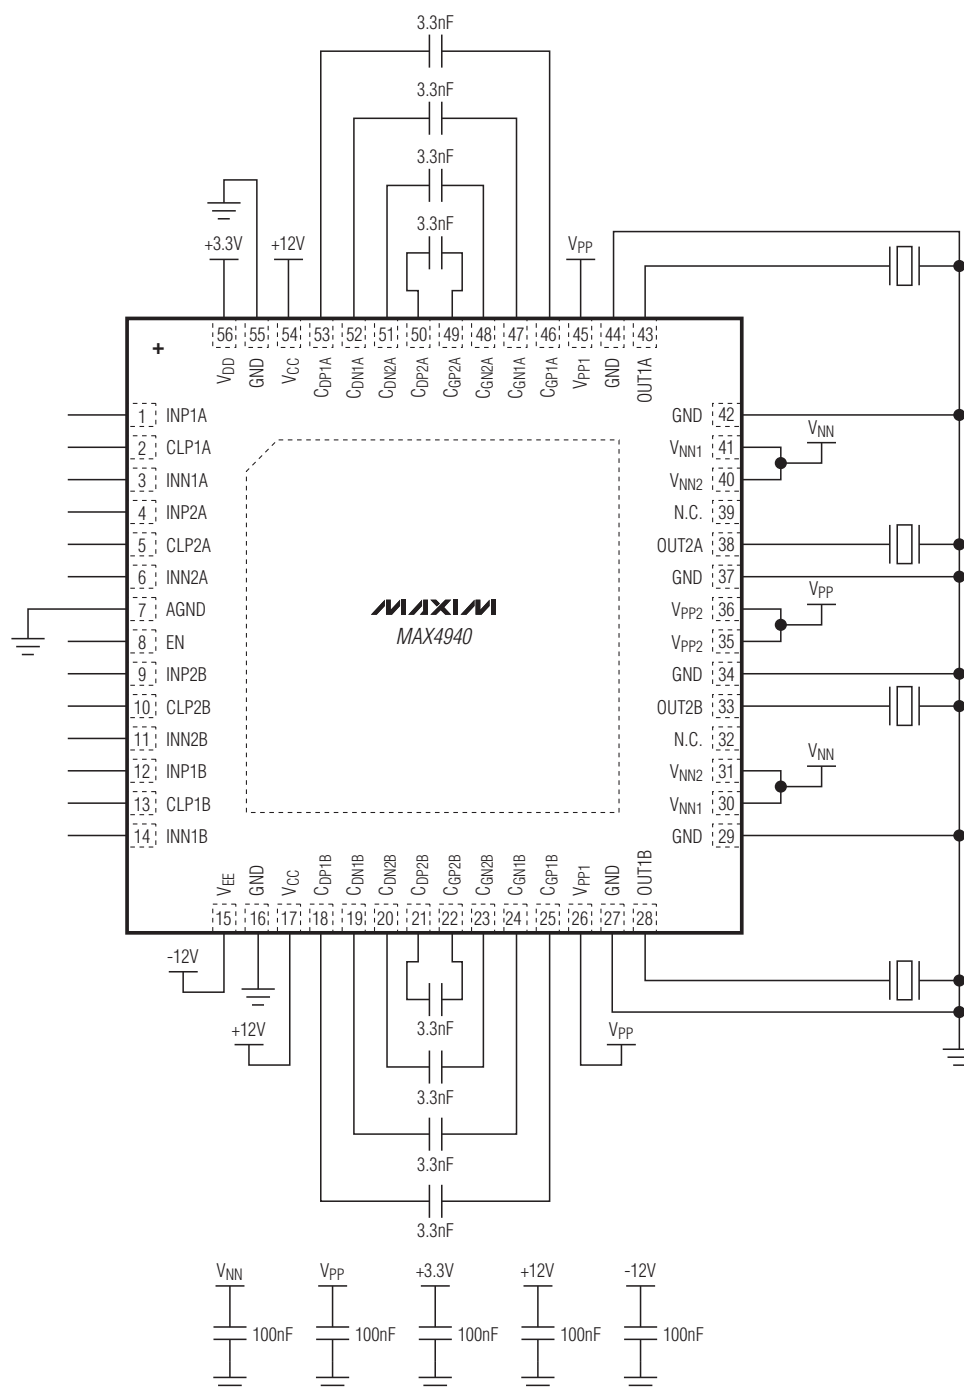 3.3nF
3.3nF
3.3nF
3.3nF
+3.3V
+12V
VPP
56 55 54 53 52 51 50 49 48 47 46 45 44 43
+
VDD
GND
VCC
CDP1A
CDN1A
CDN2A
CDP2A
CGP2A
CGN2A
CGN1A
CGP1A
VPP1
GND
OUT1A
1 INP1A
2 CLP1A
3 INN1A
4 INP2A
5 CLP2A
6 INN2A
7 AGND
8 EN
9 INP2B
10 CLP2B
11 INN2B
12 INP1B
13 CLP1B
14 INN1B
MAXIM
MAX4940
GND 42
VNN1 41
VNN
VNN2 40
N.C. 39
OUT2A 38
GND 37
VPP2 36
VPP
VPP2 35
GND 34
OUT2B 33
N.C. 32
VNN2 31
VNN
VNN1 30
GND 29
VEE
GND
VCC
CDP1B
CDN1B
CDN2B
CDP2B
CGP2B
CGN2B
CGN1B
CGP1B
VPP1
GND
OUT1B
15 16 17 18 19 20 21 22 23 24 25 26 27 28
-12V
+12V
VPP
3.3nF
3.3nF
3.3nF
3.3nF
VNN
VPP
+3.3V
+12V
-12V
100nF
100nF
100nF
100nF
100nF